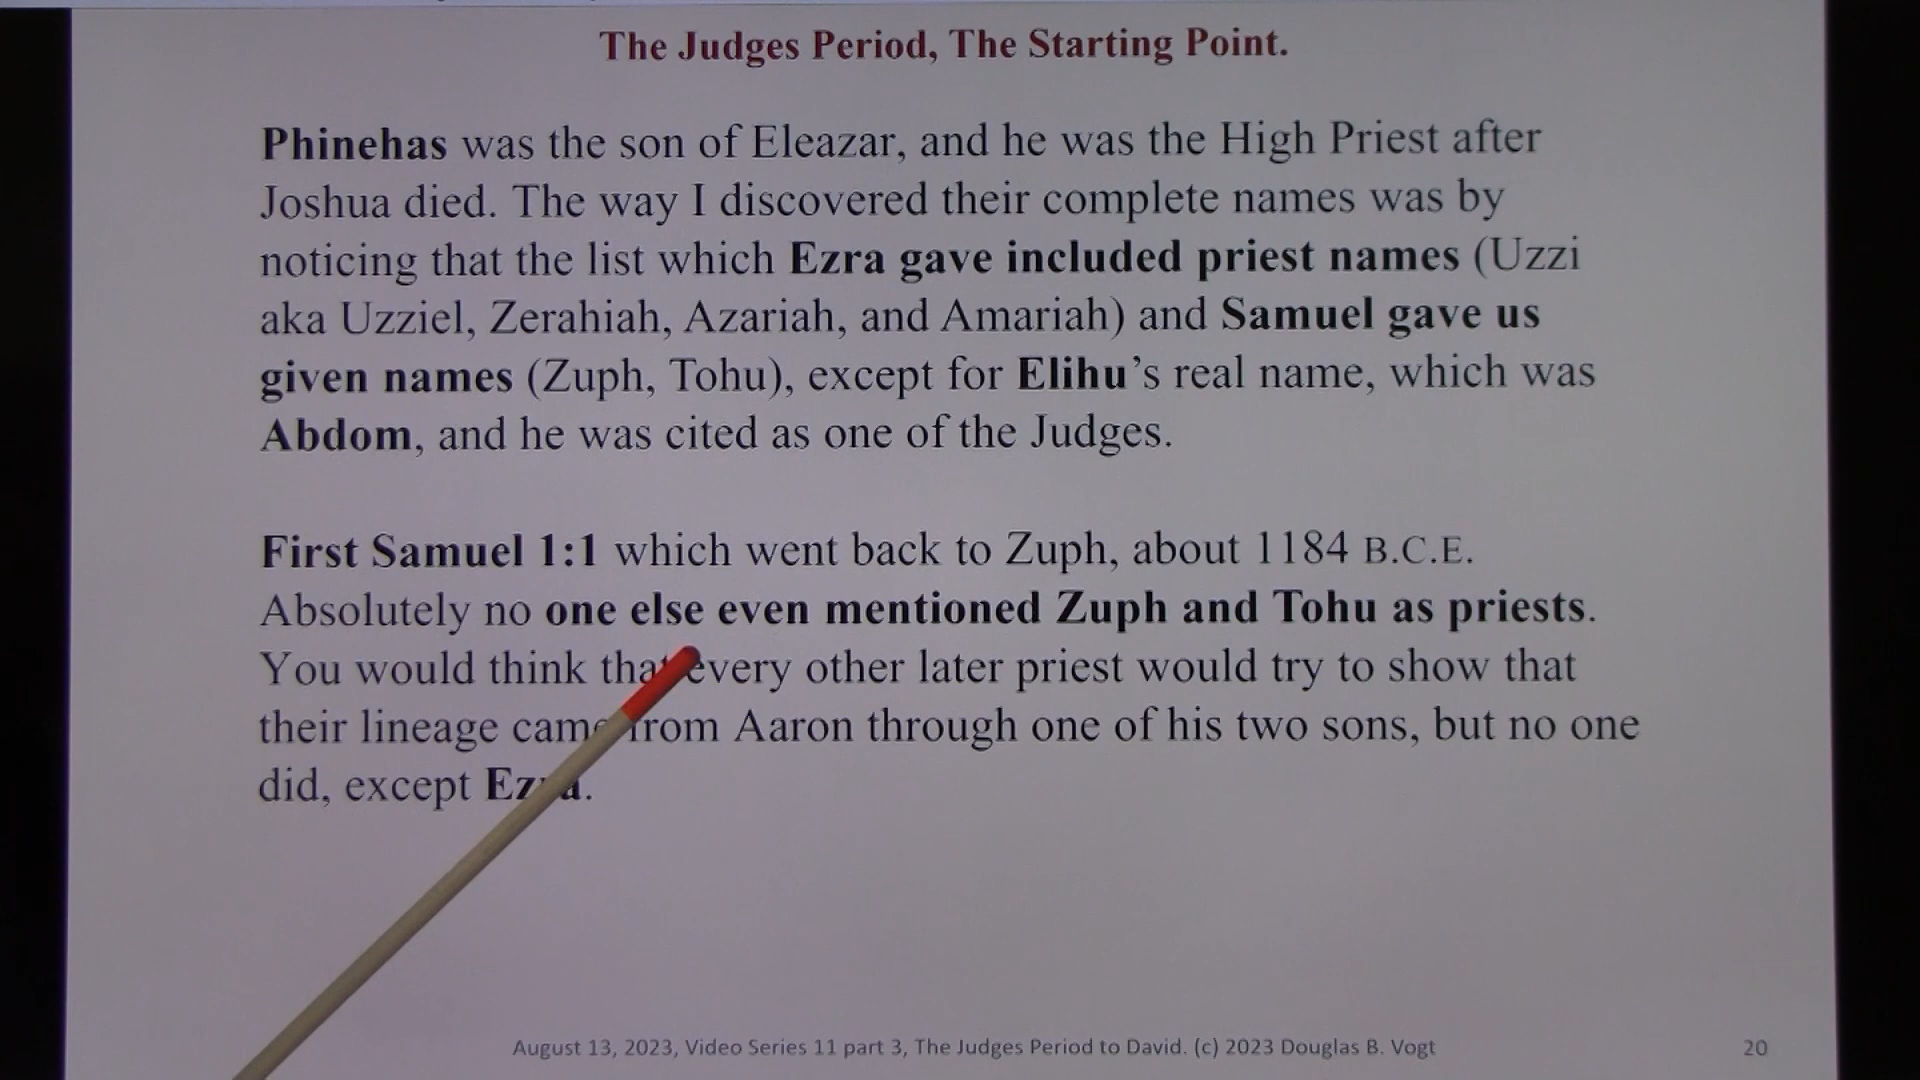 The Judges Period, The Starting Point.
Phinehas was the son of Eleazar, and he was the High Priest after
Joshua died. The way I discovered their complete names was by
noticing that the list which Ezra gave included priest names (Uzzi
aka Uzziel, Zerahiah, Azariah, and Amariah) and Samuel gave us
given names (Zuph, Tohu), except for Elihu’s real name, which was
Abdom, and he was cited as one of the Judges.
First Samuel 1:1 which went back to Zuph, about 1184 B.C.E.
Absolutely no one else even mentioned Zuph and Tohu as priests.
You would think that every other later priest would try to show that
their lineage came from Aaron through one of his two sons, but no one
did, except Ezra.
August 13, 2023, Video Series 11 part 3, The Judges Period to David. (c) 2023 Douglas B. Vogt
20